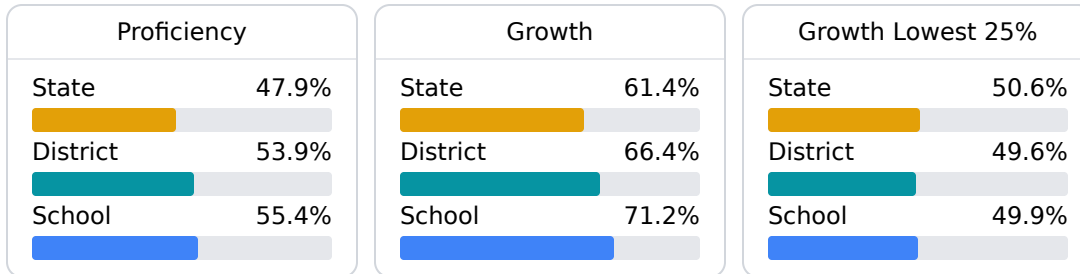 Proficiency
State 47.9%
District 53.9%
School 55.4%
Growth
State 61.4%
District 66.4%
School 71.2%
Growth Lowest 25%
State 50.6%
District 49.6%
School 49.9%